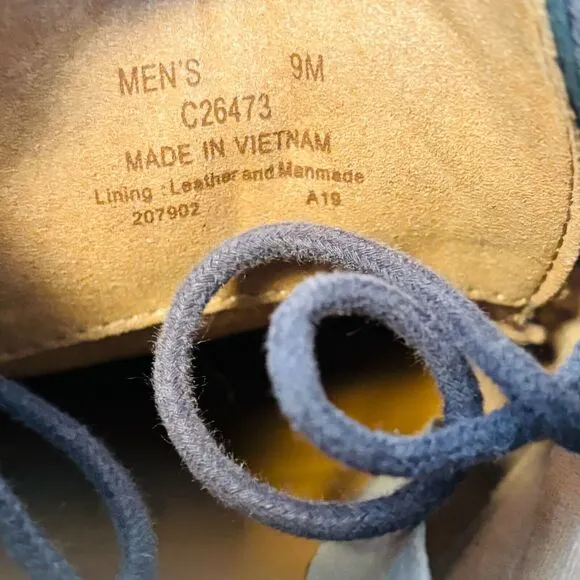 MEN'S 9M
C26473
MADE IN VIETNAM
Lining : Leather and Manmade
207902 A19